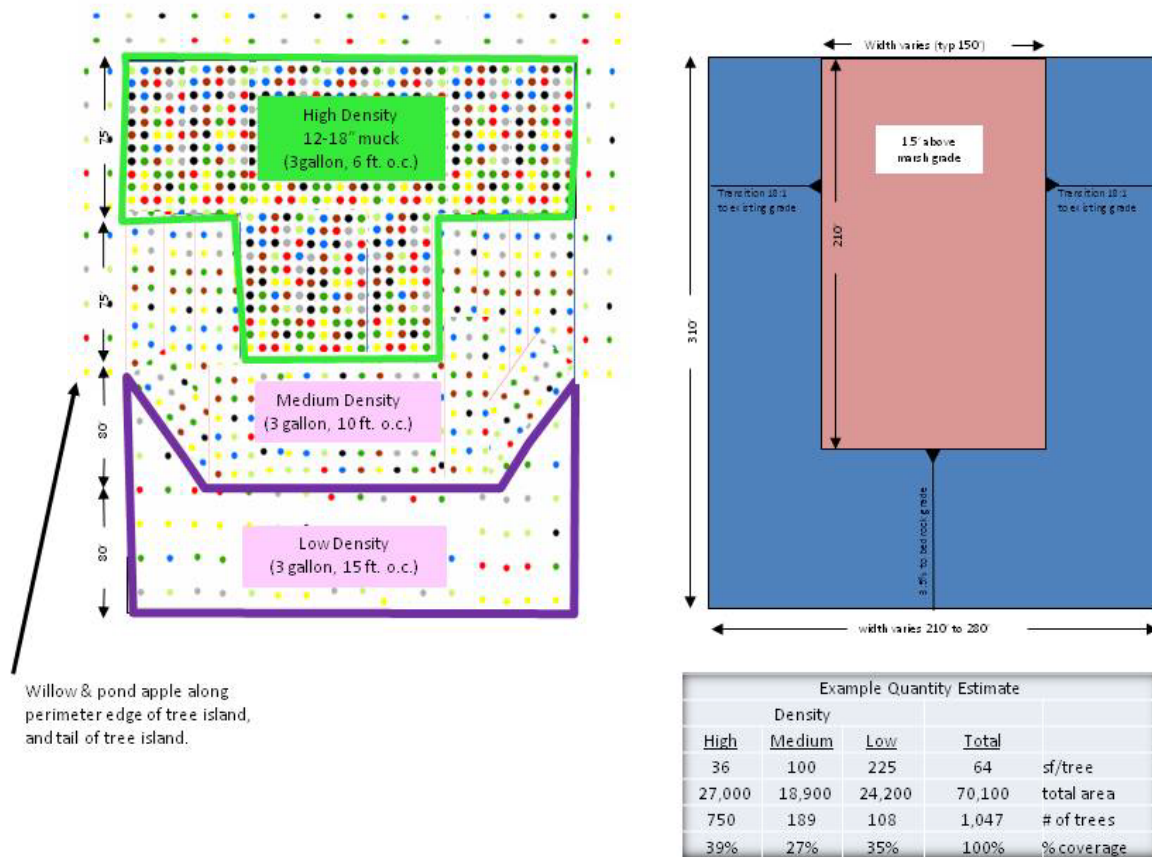 High Density
12-18" muck
(3gallon, 6 ft. o.c.)
75'
75'
Medium Density
(3 gallon, 10 ft. o.c.)
80'
Low Density
(3 gallon, 15 ft. o.c.)
80'
Willow & pond apple along
perimeter edge of tree island,
and tail of tree island.
Width varies (typ 150')
1.5' above
marsh grade
Transition 10:1
to existing grade
Transition 10:1
to existing grade
210'
310'
3.5% to bedrock grade
width varies 210' to 280'
Example Quantity Estimate
Density
High Medium Low Total
36 100 225 64 sf/tree
27,000 18,900 24,200 70,100 total area
750 189 108 1,047 # of trees
39% 27% 35% 100% % coverage